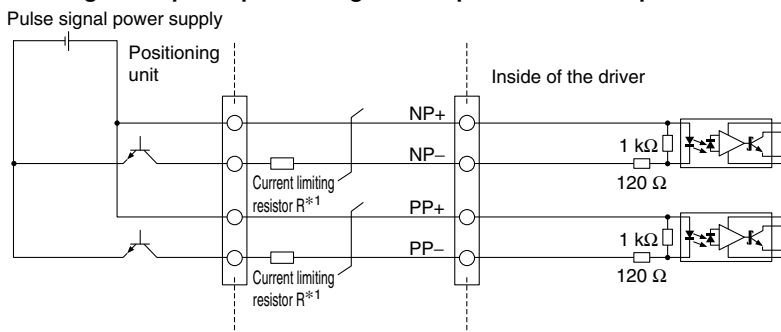 Pulse signal power supply
Positioning
unit
Inside of the driver
NP+
NP−
1 kΩ
120 Ω
Current limiting
resistor R*1
PP+
PP−
1 kΩ
120 Ω
Current limiting
resistor R*1